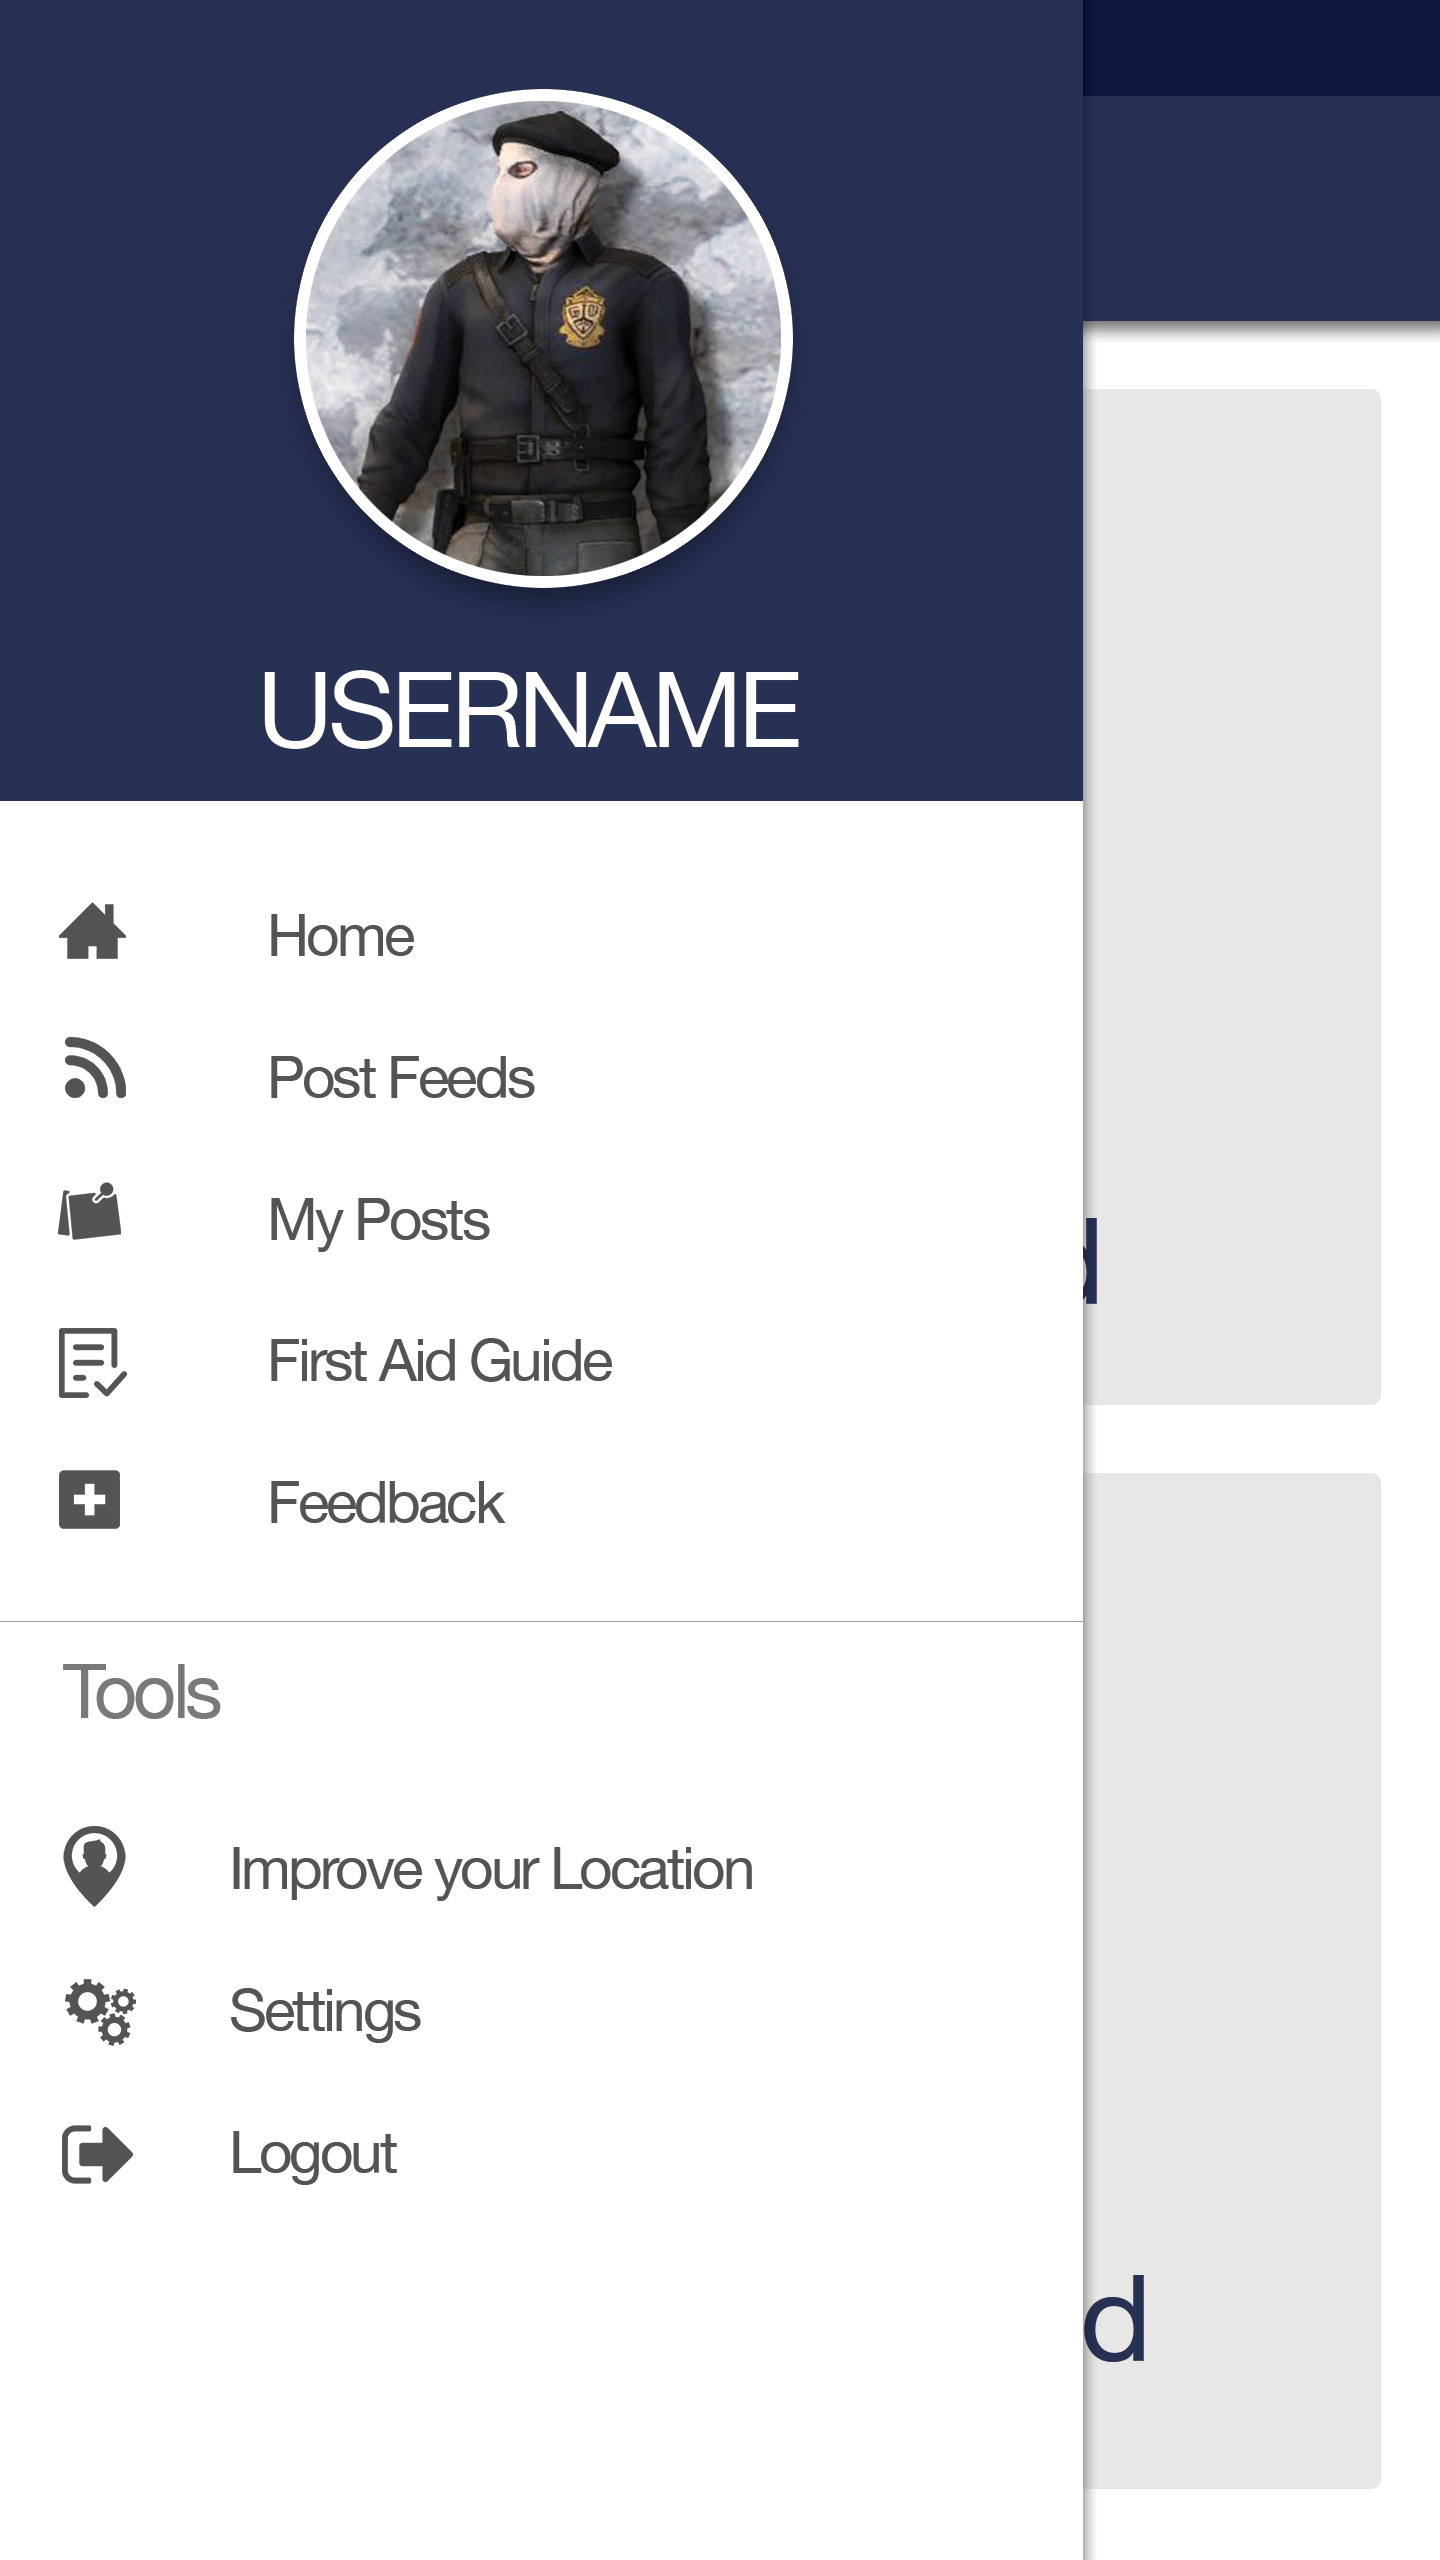 USERNAME
Home
Post Feeds
My Posts
First Aid Guide
Feedback
Tools
Improve your Location
Settings
Logout
d
d